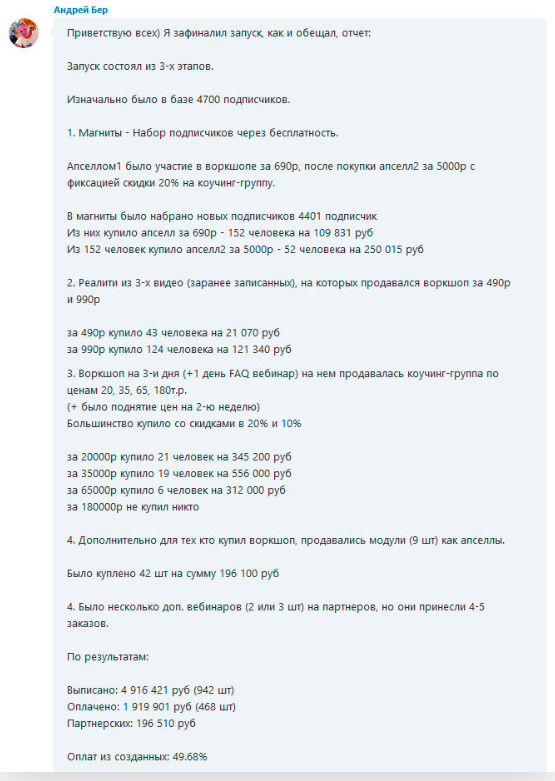 Андрей Бер
Приветствую всех) Я зафиналил запуск, как и обещал, отчет:
Запуск состоял из 3-х этапов.
Изначально было в базе 4700 подписчиков.
1. Магниты - Набор подписчиков через бесплатность.
Апселлом1 было участие в воркшопе за 690р, после покупки апселл2 за 5000р с
фиксацией скидки 20% на коучинг-группу.
В магниты было набрано новых подписчиков 4401 подписчик
Из них купило апселл за 690р - 152 человека на 109 831 руб
Из 152 человек купило апселл2 за 5000р - 52 человека на 250 015 руб
2. Реалити из 3-х видео (заранее записанных), на которых продавался воркшоп за 490р
и 990р
за 490р купило 43 человека на 21 070 руб
за 990р купило 124 человека на 121 340 руб
3. Воркшоп на 3-и дня (+1 день FAQ вебинар) на нем продавалась коучинг-группа по
ценам 20, 35, 65, 180т.р.
(+ было поднятие цен на 2-ю неделю)
Большинство купило со скидками в 20% и 10%
за 20000р купило 21 человек на 345 200 руб
за 35000р купило 19 человек на 556 000 руб
за 65000р купило 6 человек на 312 000 руб
за 180000р не купил никто
4. Дополнительно для тех кто купил воркшоп, продавались модули (9 шт) как апселлы.
Было куплено 42 шт на сумму 196 100 руб
4. Было несколько доп. вебинаров (2 или 3 шт) на партнеров, но они принесли 4-5
заказов.
По результатам:
Выписано: 4 916 421 руб (942 шт)
Оплачено: 1 919 901 руб (468 шт)
Партнерских: 196 510 руб
Оплат из созданных: 49.68%